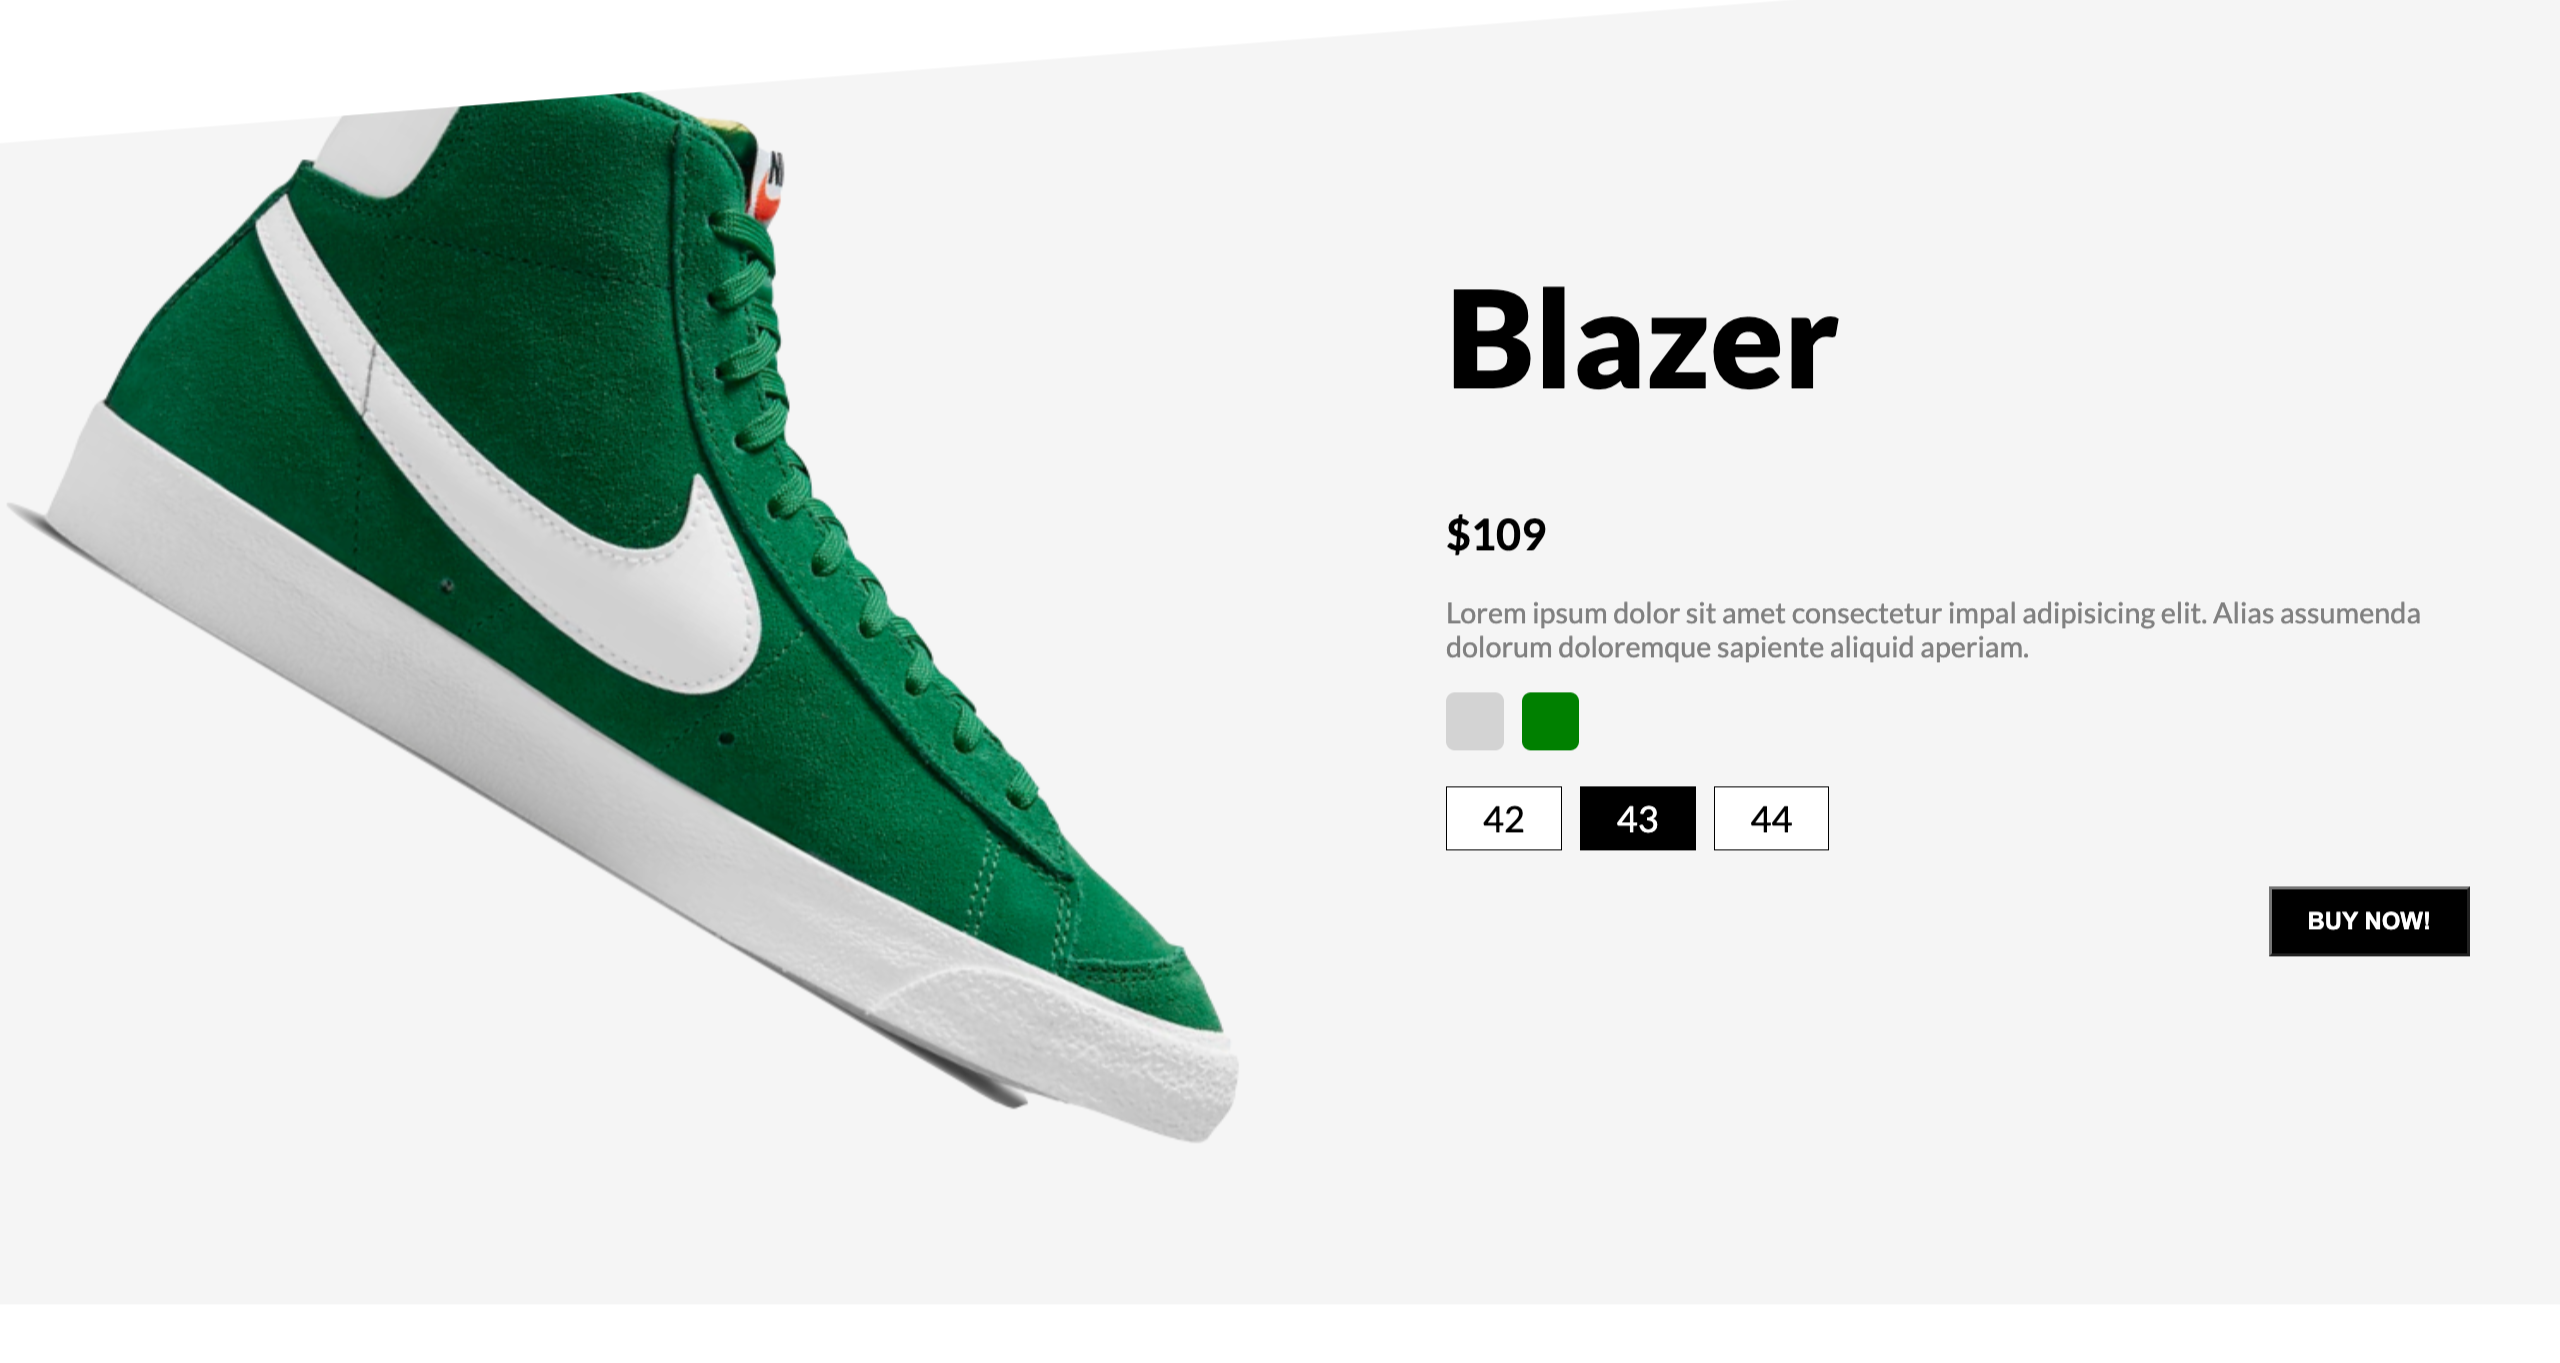 Blazer
$109
Lorem ipsum dolor sit amet consectetur impal adipisicing elit. Alias assumenda
dolorum doloremque sapiente aliquid aperiam.
42 43 44
BUY NOW!